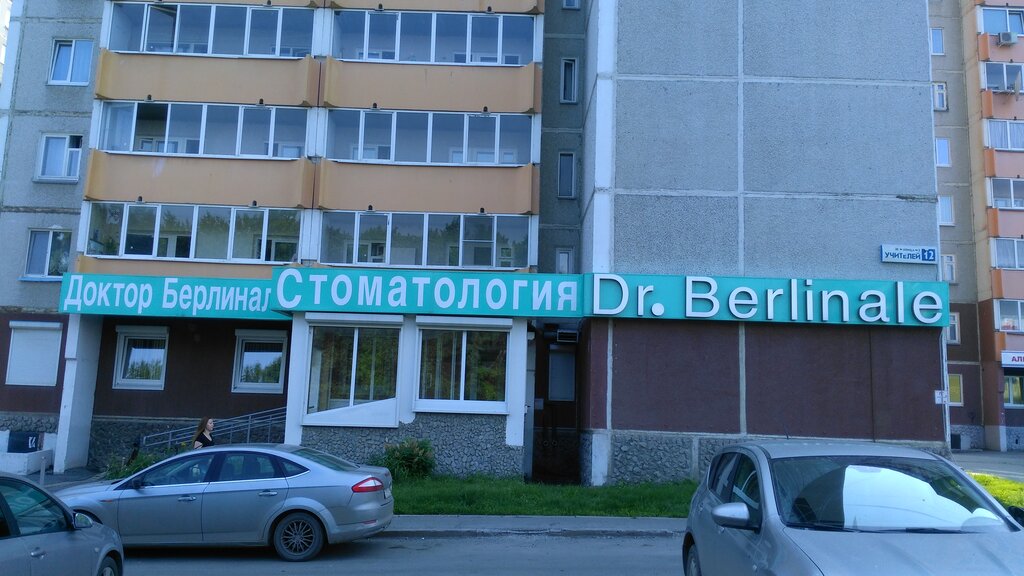 Доктор Берлинал
Стоматология
Dr. Berlinale
УЧИТЕЛЕЙ 12